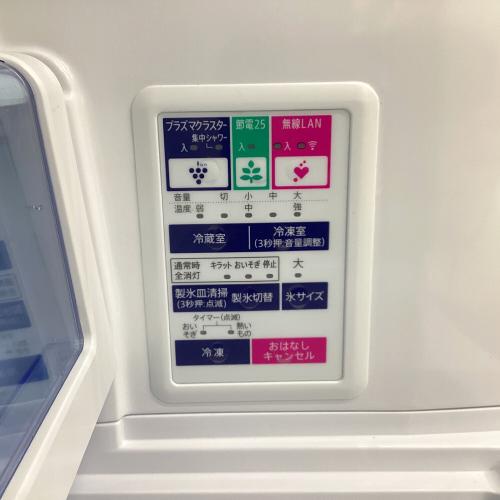 プラズマクラスター 節電25 無線LAN
集中シャワー
入 入 入
ion
音量 切 小 中 大
温度 弱 中 強
冷蔵室 冷凍室
(3秒押:音量調整)
通常時 キラット おいそぎ 停止 大
全消灯
製氷皿清掃 製氷切替 氷サイズ
(3秒押:点滅)
タイマー(点滅)
おい 熱い
そぎ もの
冷凍 おはなし
キャンセル